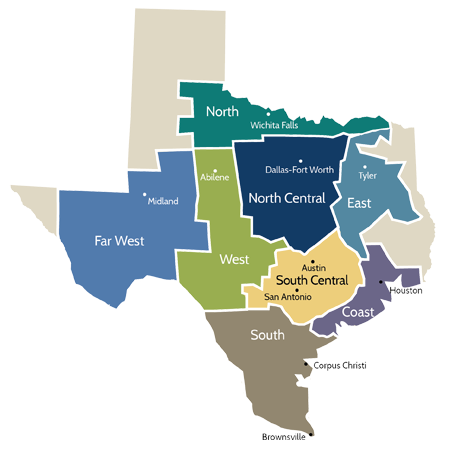 North
Wichita Falls
Dallas-Fort Worth
Abilene
Tyler
Midland
North Central
East
Far West
West
Austin
South Central
San Antonio
Houston
Coast
South
Corpus Christi
Brownsville